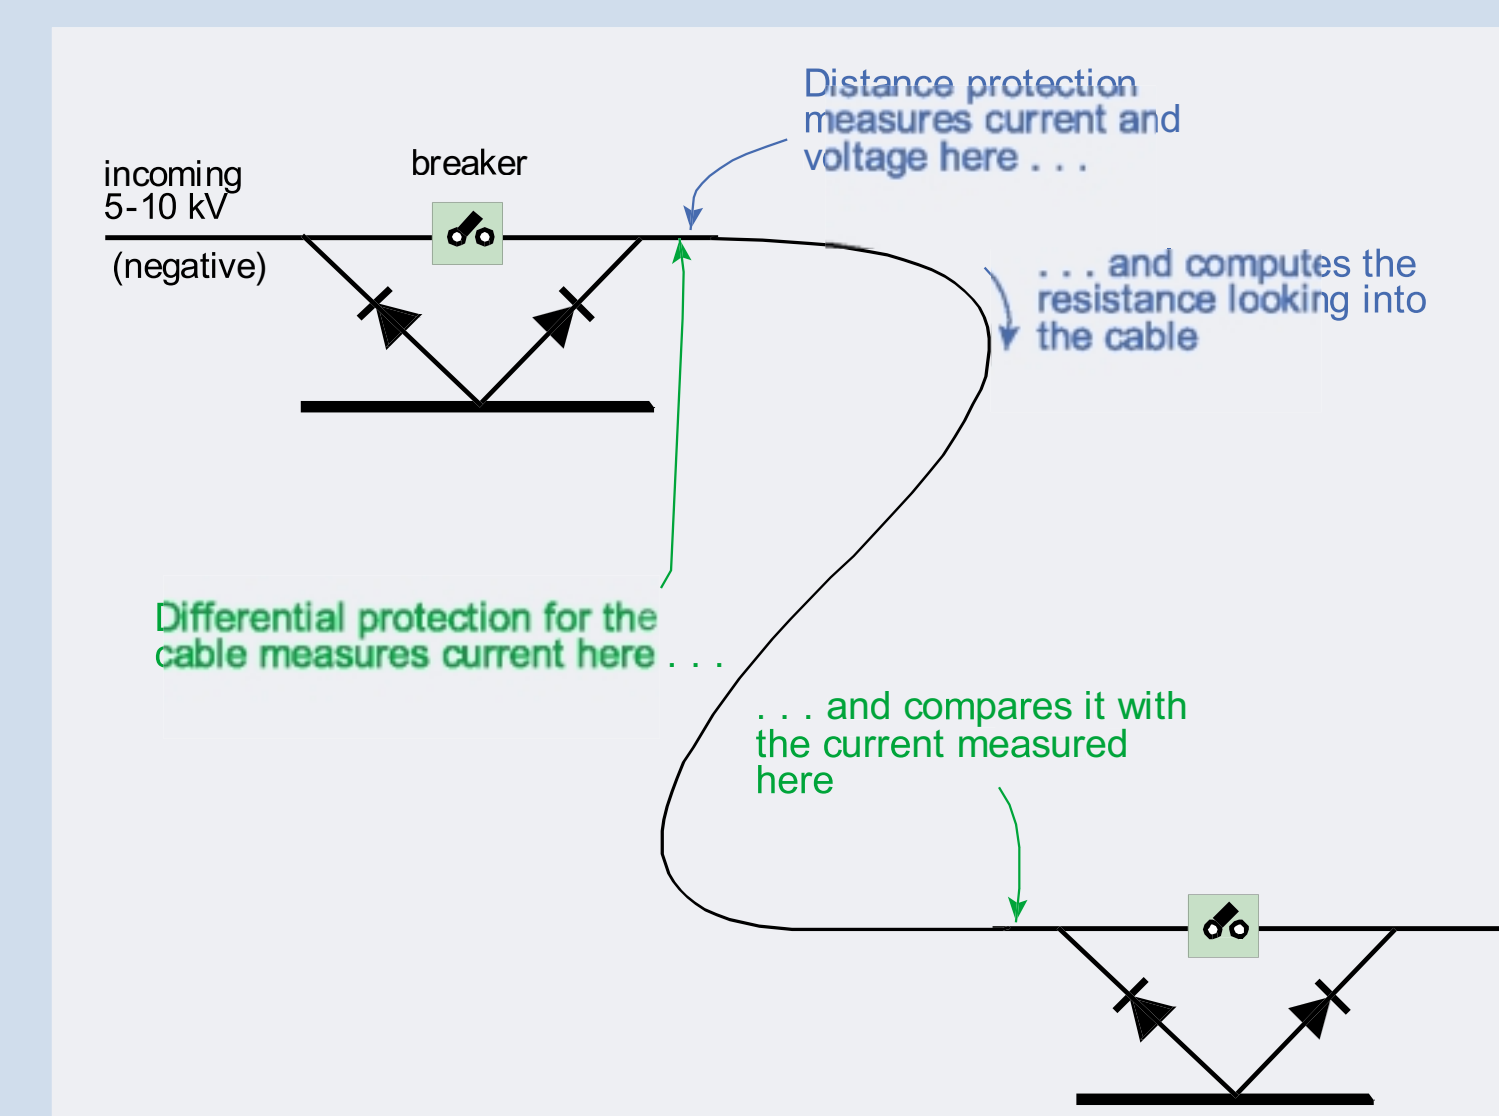 Distance protection
measures current and
voltage here . . .
breaker
incoming
5-10 kV
(negative)
. . . and computes the
resistance looking into
the cable
Differential protection for the
cable measures current here . . .
. . . and compares it with
the current measured
here